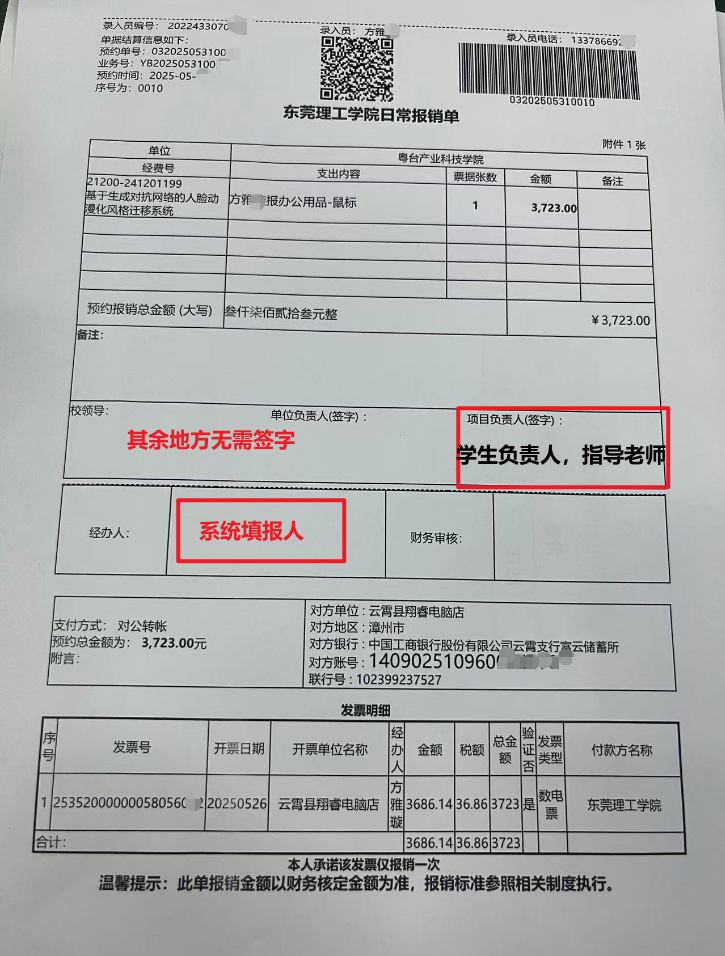 录入员编号： 202243307
录入员： 方雅
录入员电话： 133786692
单据结算信息如下：
预约单号：032025053100
业务号：YB2025053100
预约时间：2025-05-
序号为：0010
03202505310010
东莞理工学院日常报销单
附件 1 张
单位 粤台产业科技学院
经费号 支出内容 票据张数 金额 备注
21200-241201199
基于生成对抗网络的人脸动
漫化风格迁移系统
方雅 报办公用品-鼠标 1 3,723.00
预约报销总金额 (大写) 叁仟柒佰贰拾叁元整 ￥3,723.00
备注：
校领导： 单位负责人(签字)： 项目负责人(签字)：
其余地方无需签字
学生负责人，指导老师
经办人： 系统填报人 财务审核：
支付方式： 对公转帐
预约总金额为： 3,723.00元
附言：
对方单位：云霄县翔睿电脑店
对方地区：漳州市
对方银行：中国工商银行股份有限公司云霄支行富云储蓄所
对方账号：1409025109600
联行号：102399237527
发票明细
序号 发票号 开票日期 开票单位名称 经办人 金额 税额 总金额 验证否 发票类型 付款方名称
1 253520000000580560 2 20250526 云霄县翔睿电脑店 方雅璇 3686.14 36.86 3723 是 数电票 东莞理工学院
合计： 3686.14 36.86 3723
本人承诺该发票仅报销一次
温馨提示：此单报销金额以财务核定金额为准，报销标准参照相关制度执行。